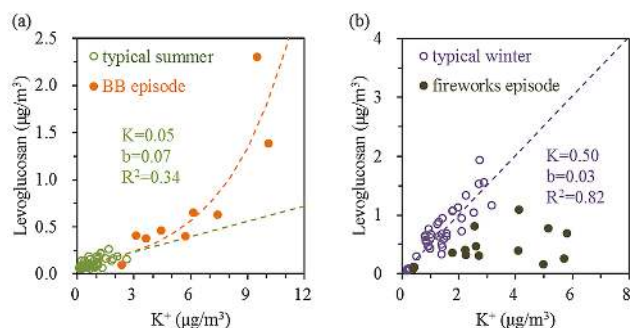 (a)
2.5
2.0
1.5
1.0
0.5
0.0
Levoglucosan (μg/m³)
typical summer
BB episode
K=0.05
b=0.07
R²=0.34
0
3
6
9
12
K⁺ (μg/m³)
(b)
4
3
2
1
0
Levoglucosan (μg/m³)
typical winter
fireworks episode
K=0.50
b=0.03
R²=0.82
0
2
4
6
8
K⁺ (μg/m³)